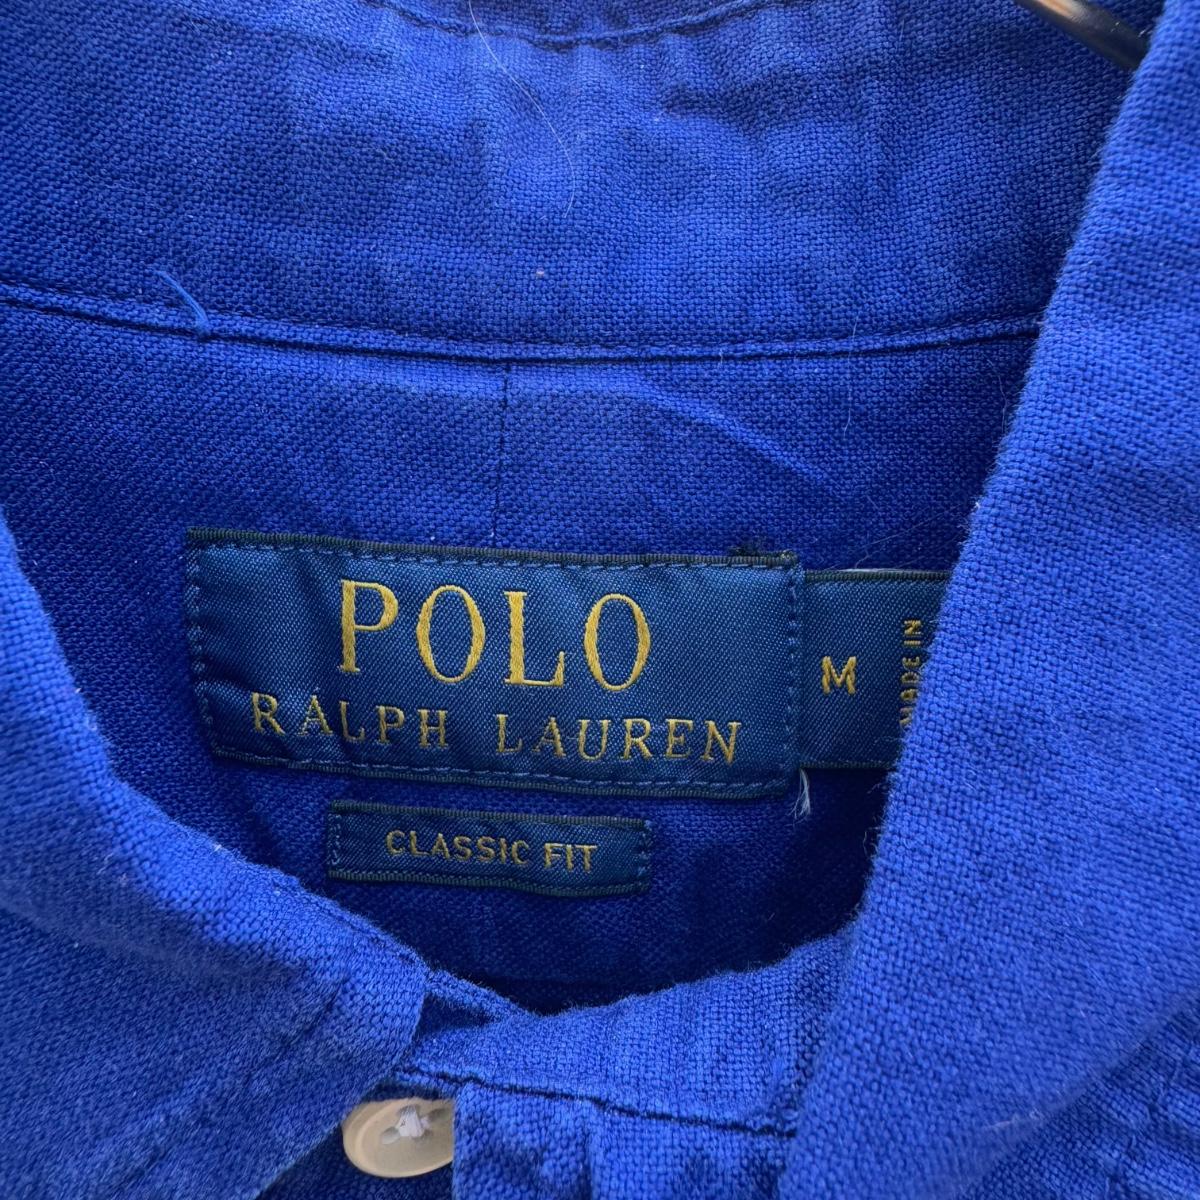 POLO
RALPH LAUREN
M
MADE IN
CLASSIC FIT